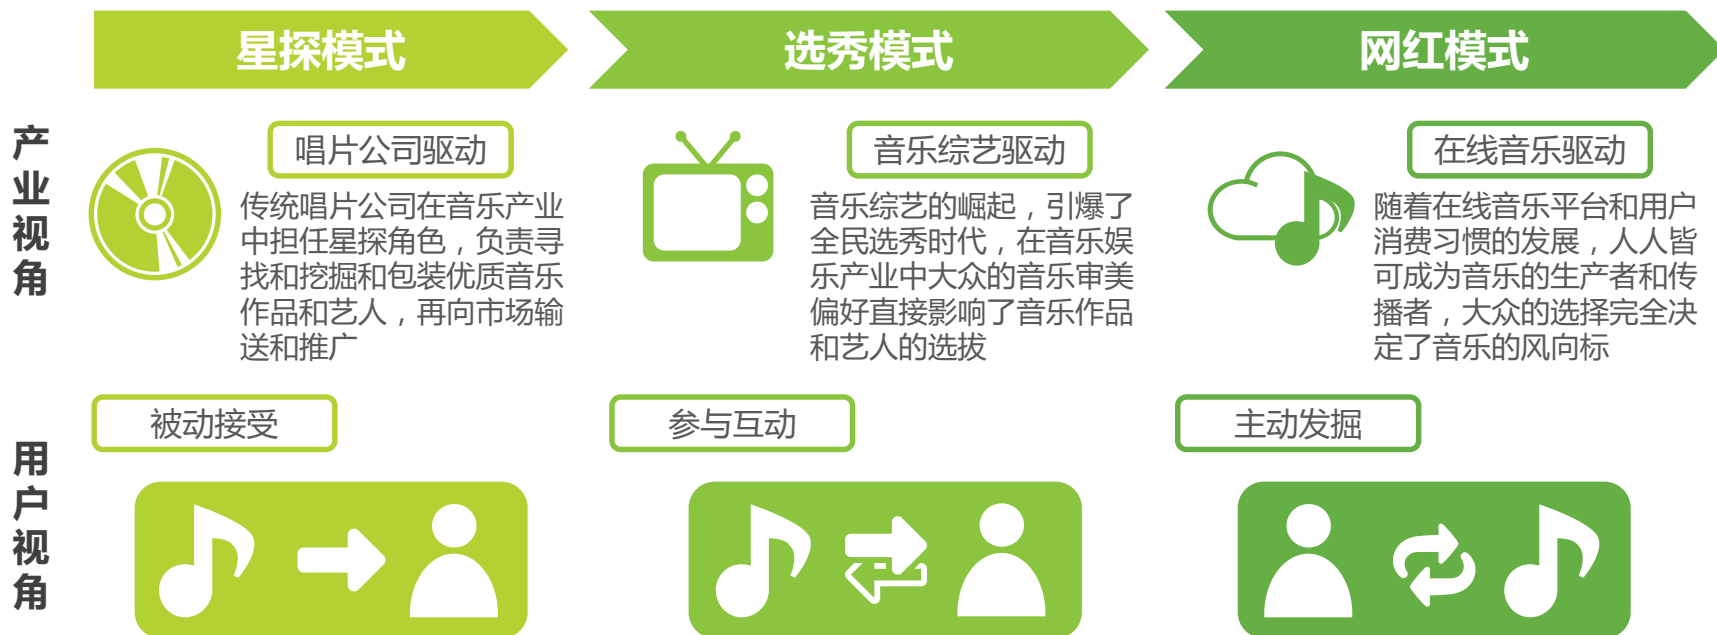 星探模式
选秀模式
网红模式
产业视角
唱片公司驱动
传统唱片公司在音乐产业
中担任星探角色，负责寻
找和挖掘和包装优质音乐
作品和艺人，再向市场输
送和推广
音乐综艺驱动
音乐综艺的崛起，引爆了
全民选秀时代，在音乐娱
乐产业中大众的音乐审美
偏好直接影响了音乐作品
和艺人的选拔
在线音乐驱动
随着在线音乐平台和用户
消费习惯的发展，人人皆
可成为音乐的生产者和传
播者，大众的选择完全决
定了音乐的风向标
用户视角
被动接受
参与互动
主动发掘